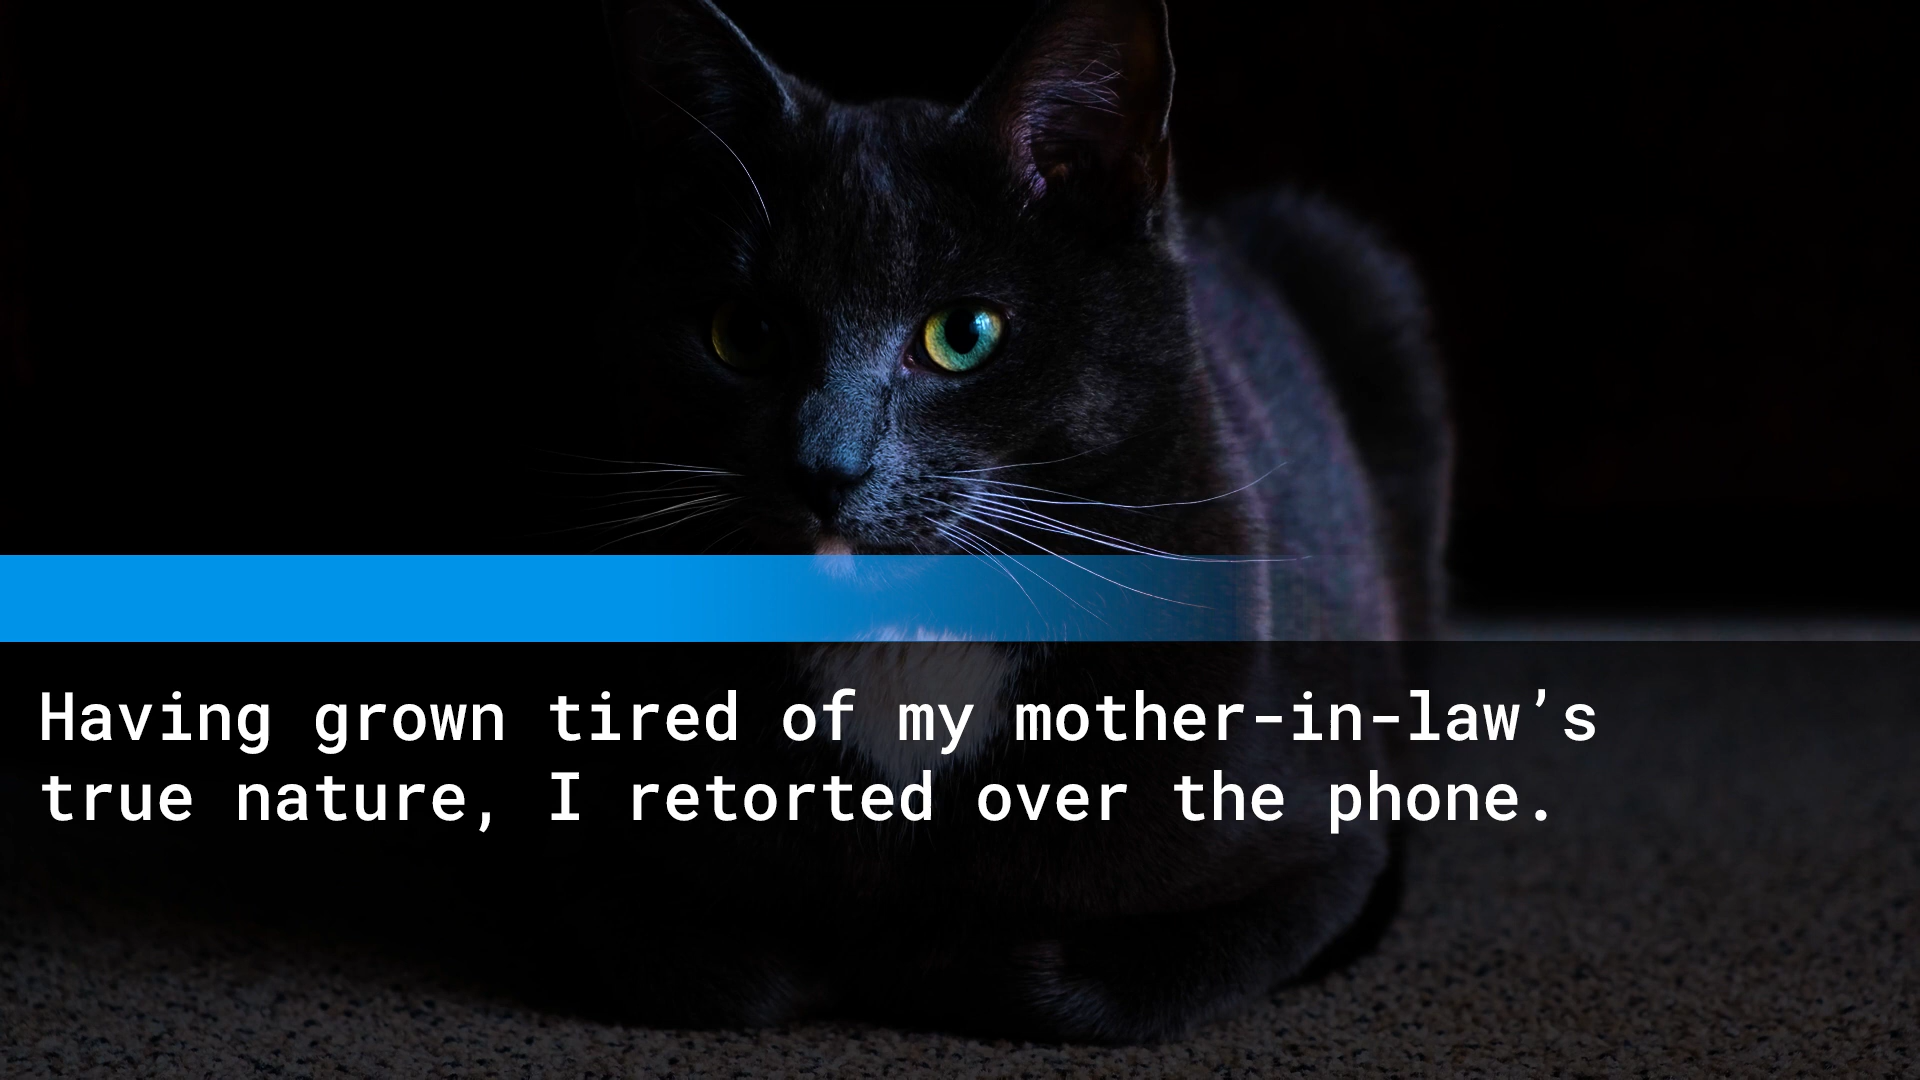 Having grown tired of my mother-in-law’s
true nature, I retorted over the phone.